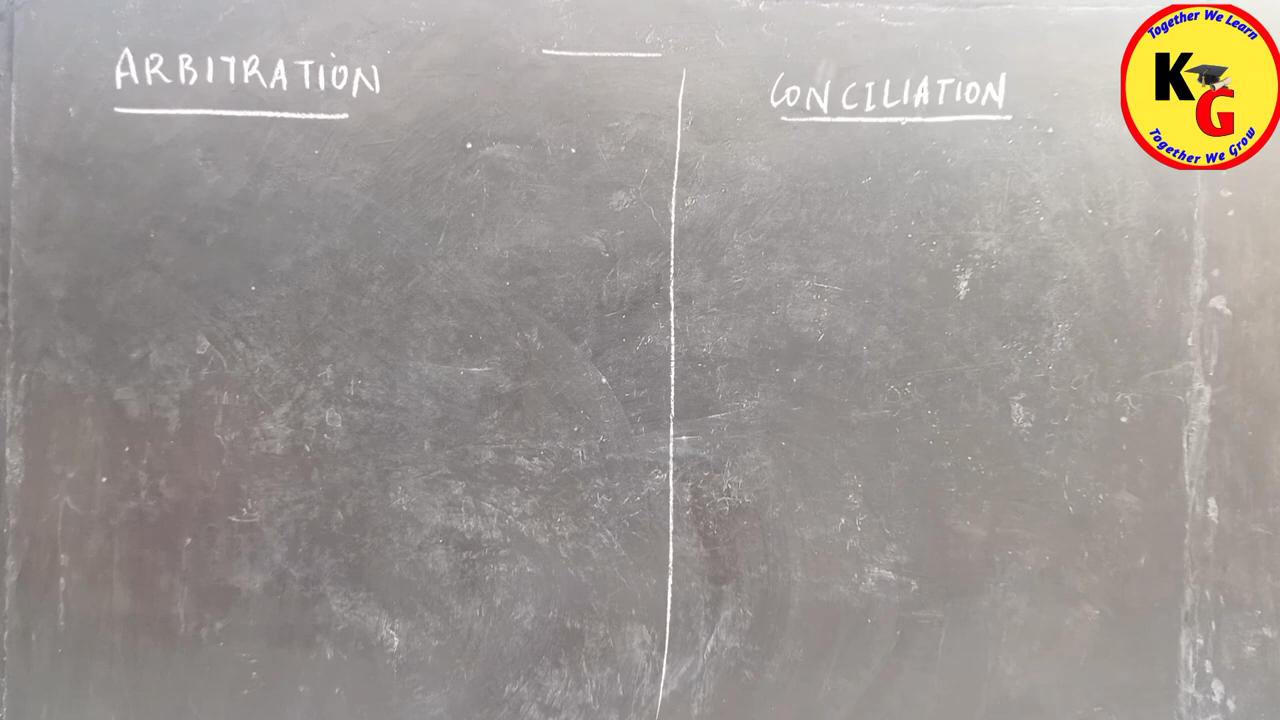 ARBITRATION
CONCILIATION
Together We Learn
KG
Together We Grow